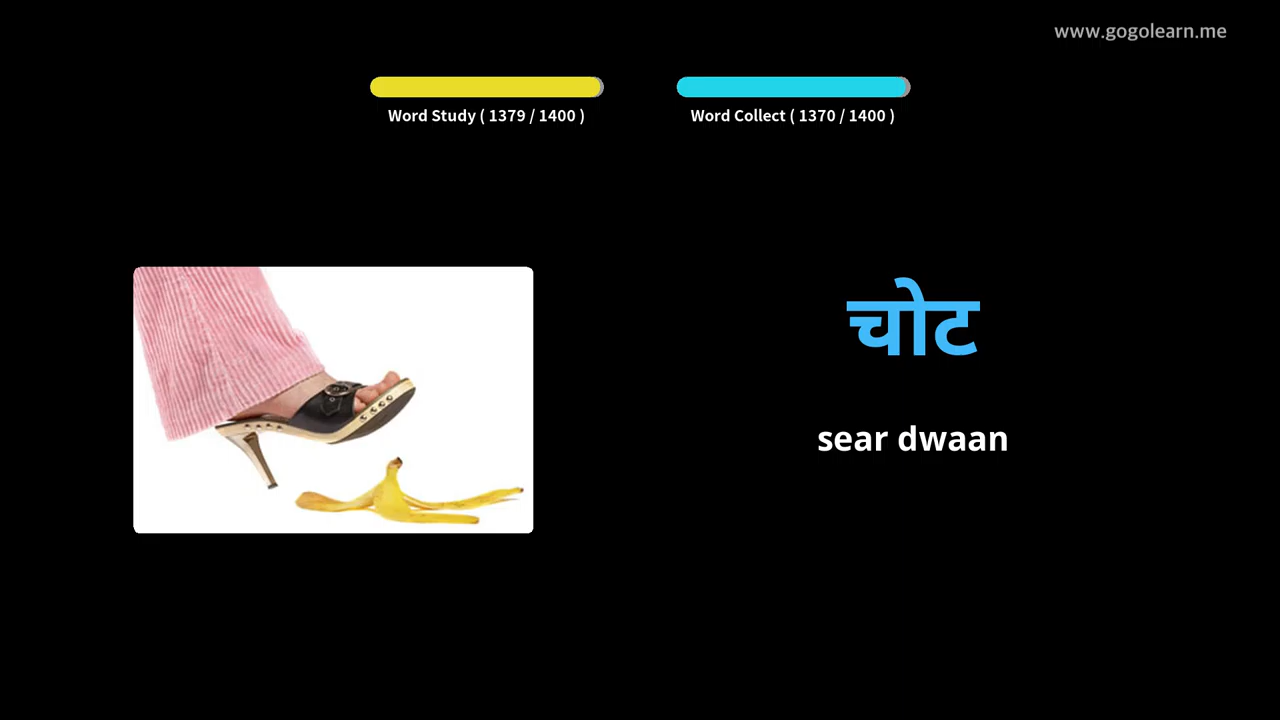 www.gogolearn.me
Word Study ( 1379 / 1400 )
Word Collect ( 1370 / 1400 )
चोट
sear dwaan